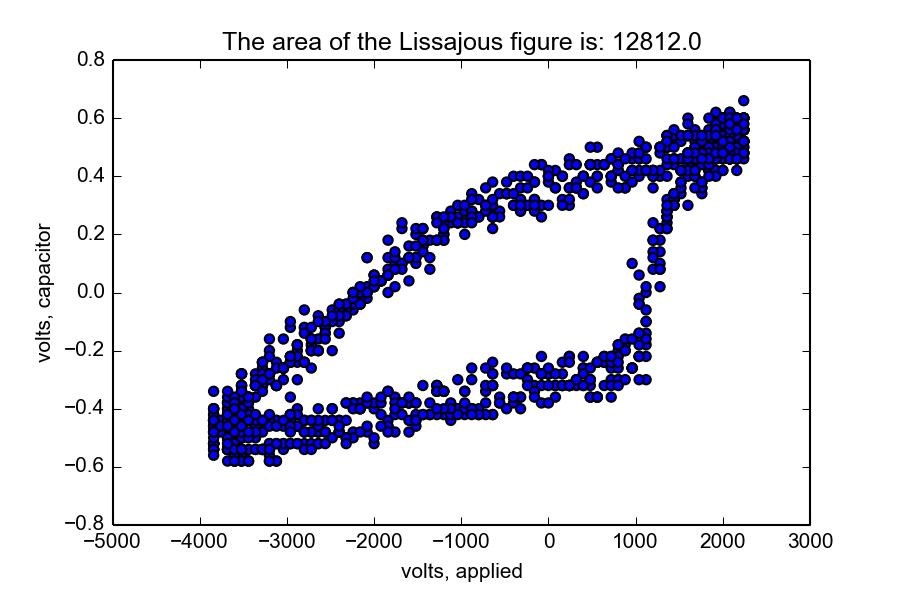 The area of the Lissajous figure is: 12812.0
0.8
0.6
0.4
0.2
0.0
−0.2
−0.4
−0.6
−0.8
volts, capacitor
−5000 −4000 −3000 −2000 −1000 0 1000 2000 3000
volts, applied